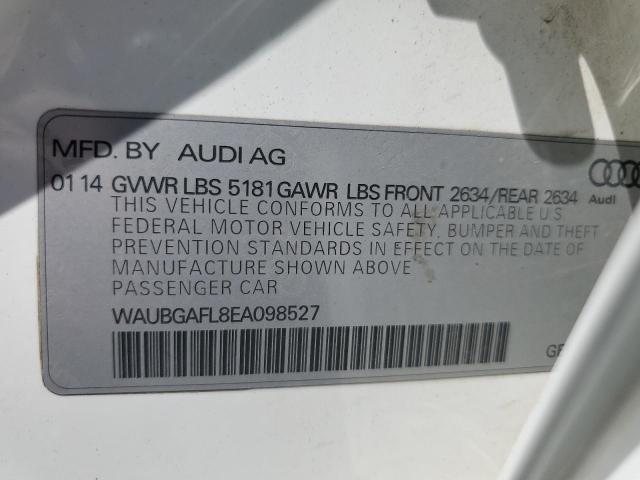 MFD. BY AUDI AG
01 14 GVWR LBS 5181 GAWR LBS FRONT 2634/REAR 2634
Audi
THIS VEHICLE CONFORMS TO ALL APPLICABLE U.S
FEDERAL MOTOR VEHICLE SAFETY, BUMPER AND THEFT
PREVENTION STANDARDS IN EFFECT ON THE DATE OF
MANUFACTURE SHOWN ABOVE
PASSENGER CAR
WAUBGAFL8EA098527